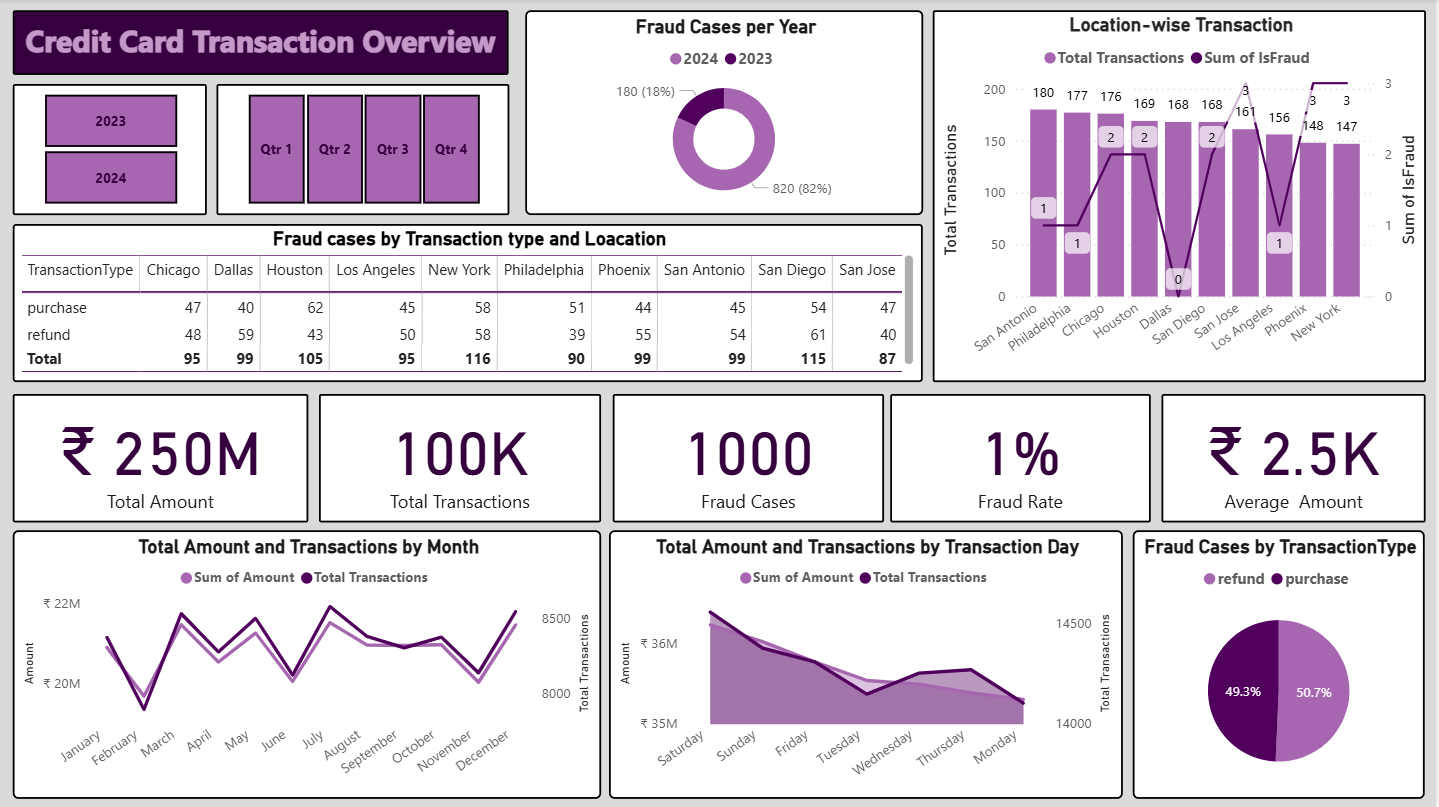 Credit Card Transaction Overview
2023
2024
Qtr 1 Qtr 2 Qtr 3 Qtr 4
Fraud Cases per Year
2024 2023
180 (18%)
820 (82%)
Location-wise Transaction
Total Transactions Sum of IsFraud
Total Transactions
200
150
100
50
0
180 177 176 169 168 168 161 156 148 147
1 1 2 2 0 2 3 1 3 3
3
2
1
0
Sum of IsFraud
San Antonio Philadelphia Chicago Houston Dallas San Diego San Jose Los Angeles Phoenix New York
Fraud cases by Transaction type and Loacation
TransactionType Chicago Dallas Houston Los Angeles New York Philadelphia Phoenix San Antonio San Diego San Jose
purchase 47 40 62 45 58 51 44 45 54 47
refund 48 59 43 50 58 39 55 54 61 40
Total 95 99 105 95 116 90 99 99 115 87
₹ 250M
Total Amount
100K
Total Transactions
1000
Fraud Cases
1%
Fraud Rate
₹ 2.5K
Average Amount
Total Amount and Transactions by Month
Sum of Amount Total Transactions
Amount
₹ 22M
₹ 20M
8500
8000
Total Transactions
January February March April May June July August September October November December
Total Amount and Transactions by Transaction Day
Sum of Amount Total Transactions
Amount
₹ 36M
₹ 35M
14500
14000
Total Transactions
Saturday Sunday Friday Tuesday Wednesday Thursday Monday
Fraud Cases by TransactionType
refund purchase
49.3% 50.7%